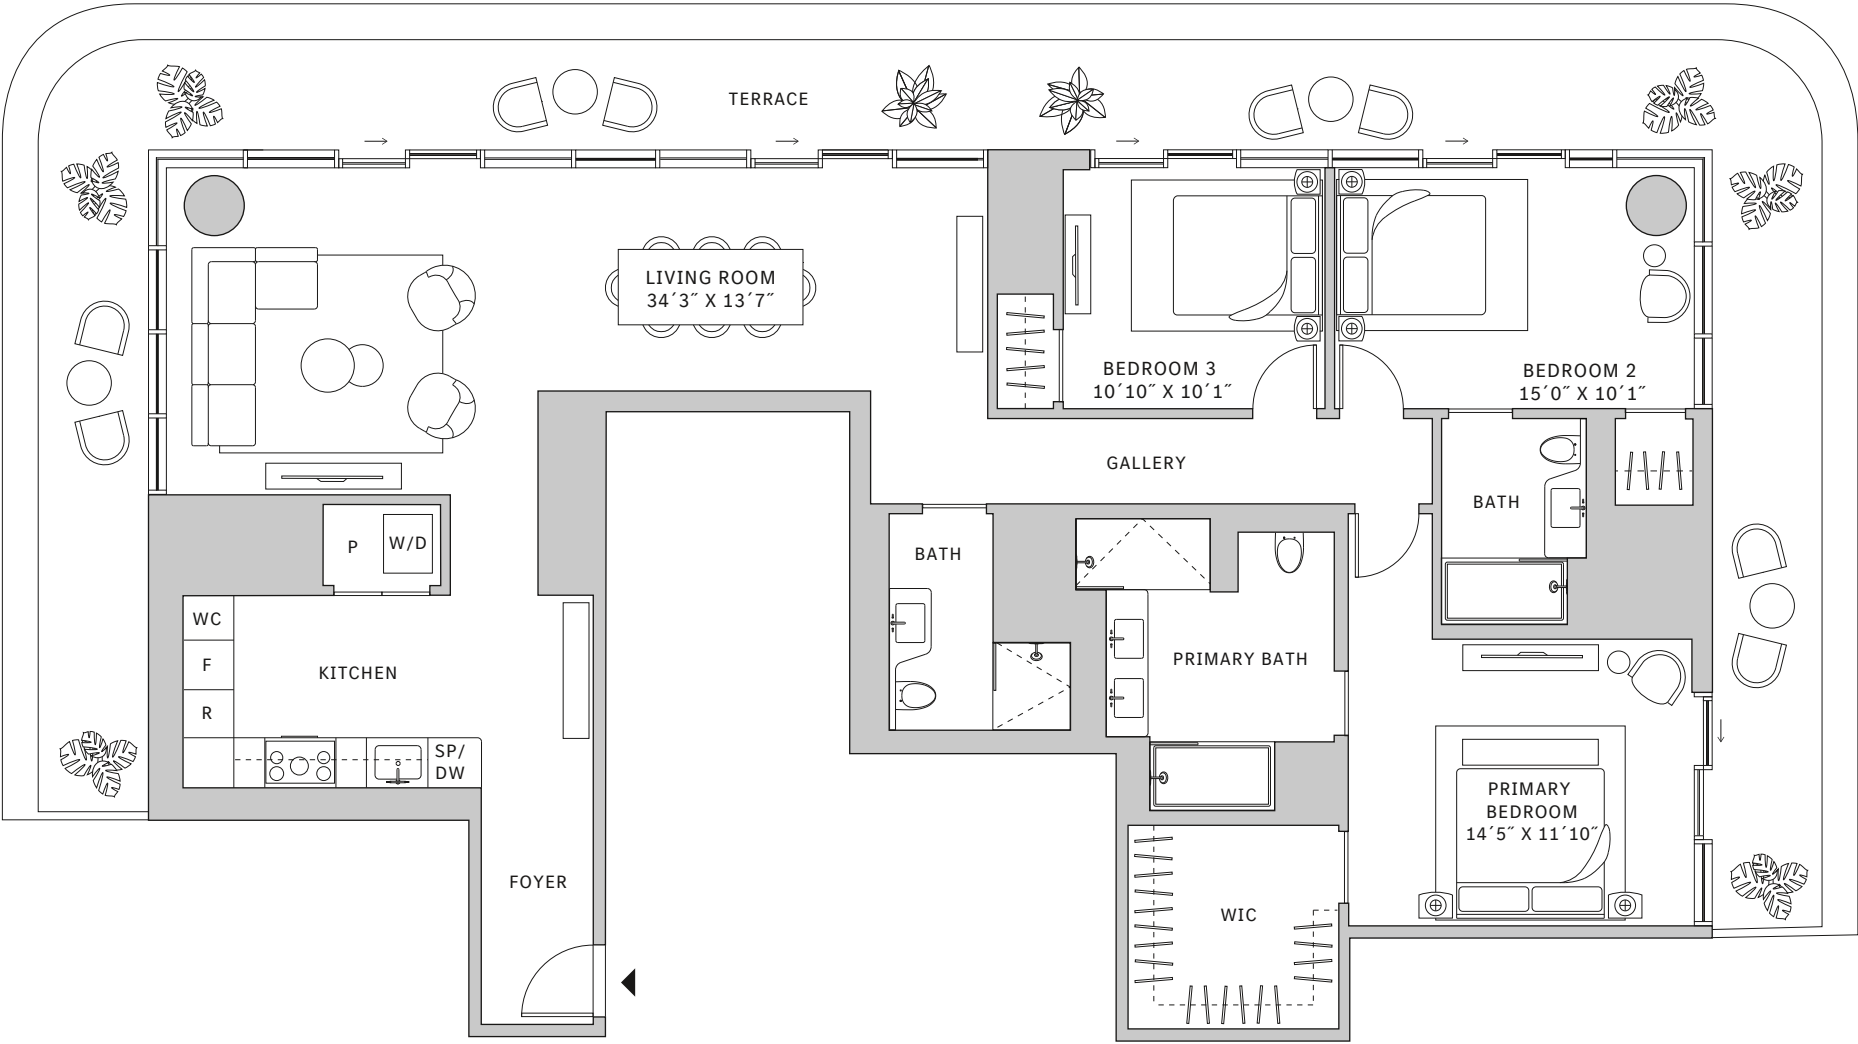 TERRACE
LIVING ROOM
34´3˝ X 13´7˝
BEDROOM 3
10´10˝ X 10´1˝
BEDROOM 2
15´0˝ X 10´1˝
GALLERY
BATH
P
W/D
BATH
WC
F
R
KITCHEN
SP/
DW
PRIMARY BATH
PRIMARY
BEDROOM
14´5˝ X 11´10˝
FOYER
WIC